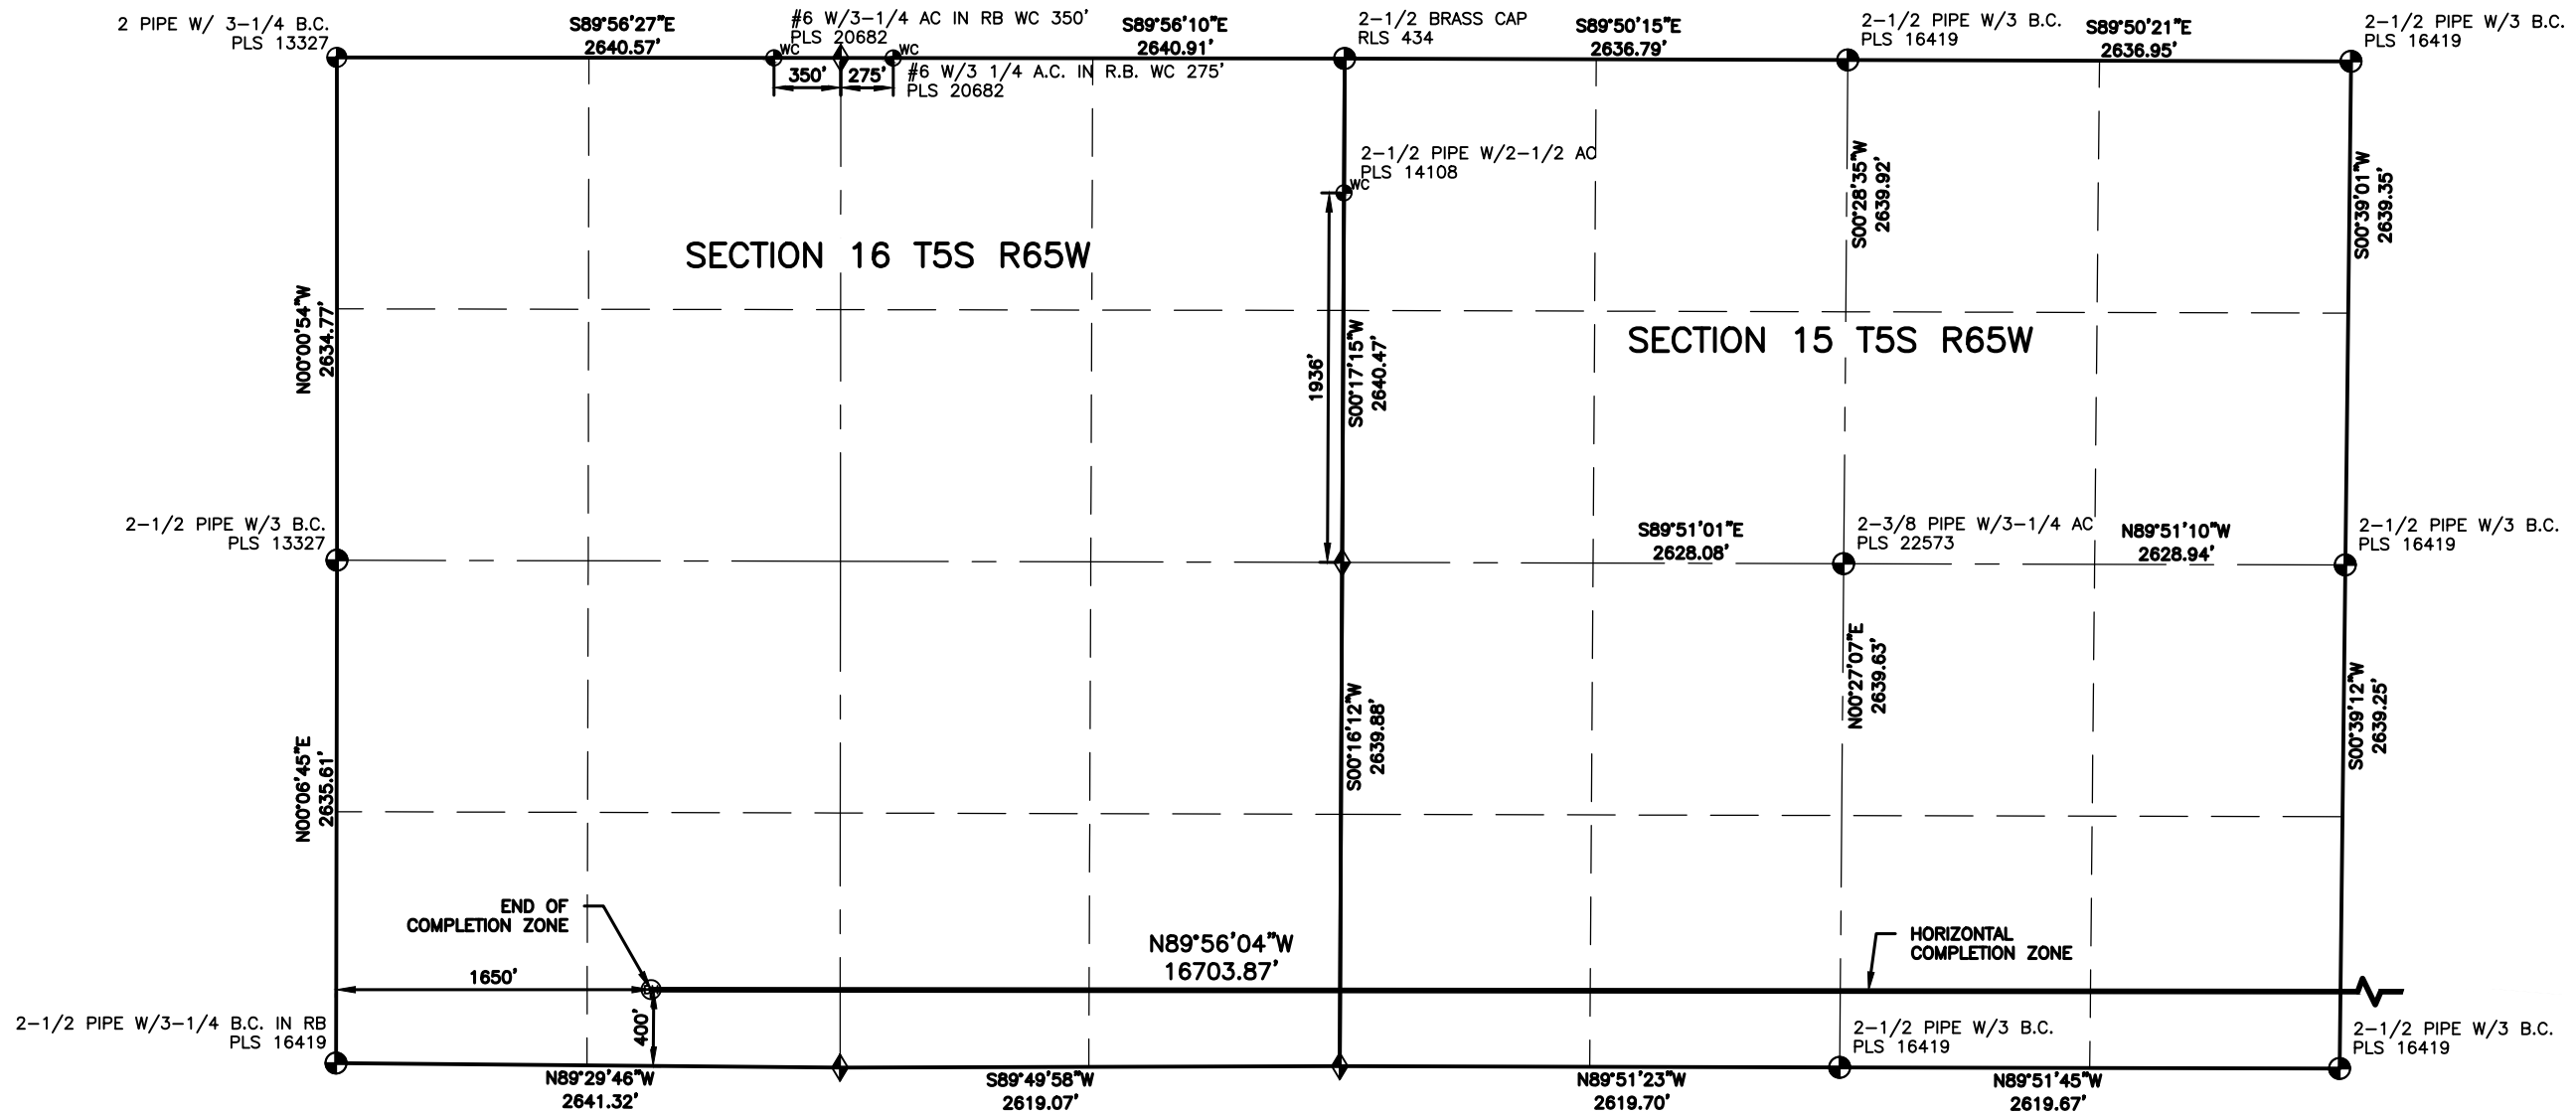 2 PIPE W/ 3-1/4 B.C.
PLS 13327
S89°56'27"E
2640.57'
#6 W/3-1/4 AC IN RB WC 350'
PLS 20682
WC
WC
350'
275'
#6 W/3 1/4 A.C. IN R.B. WC 275'
PLS 20682
S89°56'10"E
2640.91'
2-1/2 BRASS CAP
RLS 434
S89°50'15"E
2636.79'
2-1/2 PIPE W/3 B.C.
PLS 16419
S89°50'21"E
2636.95'
2-1/2 PIPE W/3 B.C.
PLS 16419
2-1/2 PIPE W/2-1/2 AC
PLS 14108
WC
S00°28'35"W
2639.92'
S00°39'01"W
2639.35'
SECTION 16 T5S R65W
SECTION 15 T5S R65W
N00°00'54"W
2634.77'
1936'
S00°17'15"W
2640.47'
2-1/2 PIPE W/3 B.C.
PLS 13327
S89°51'01"E
2628.08'
2-3/8 PIPE W/3-1/4 AC
PLS 22573
N89°51'10"W
2628.94'
2-1/2 PIPE W/3 B.C.
PLS 16419
N00°06'45"E
2635.61'
S00°16'12"W
2639.88'
N00°27'07"E
2639.63'
S00°39'12"W
2639.25'
END OF
COMPLETION ZONE
N89°56'04"W
16703.87'
HORIZONTAL
COMPLETION ZONE
1650'
400'
2-1/2 PIPE W/3-1/4 B.C. IN RB
PLS 16419
2-1/2 PIPE W/3 B.C.
PLS 16419
2-1/2 PIPE W/3 B.C.
PLS 16419
N89°29'46"W
2641.32'
S89°49'58"W
2619.07'
N89°51'23"W
2619.70'
N89°51'45"W
2619.67'